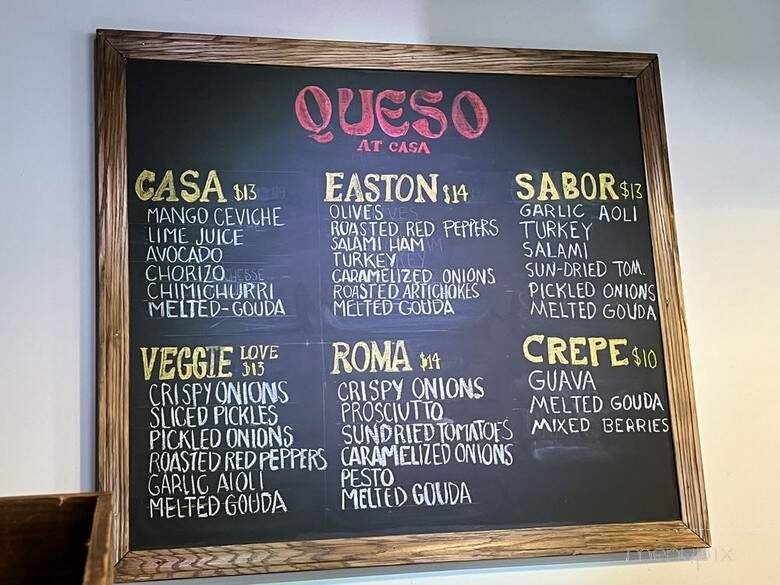 QUESO
AT CASA
CASA $13
MANGO CEVICHE
LIME JUICE
AVOCADO
CHORIZO
CHIMICHURRI
MELTED-GOUDA
EASTON $14
OLIVES
ROASTED RED PEPPERS
SALAMI HAM
TURKEY
CARAMELIZED ONIONS
ROASTED ARTICHOKES
MELTED GOUDA
SABOR $13
GARLIC AOLI
TURKEY
SALAMI
SUN-DRIED TOM.
PICKLED ONIONS
MELTED GOUDA
VEGGIE LOVE $13
CRISPY ONIONS
SLICED PICKLES
PICKLED ONIONS
ROASTED RED PEPPERS
GARLIC AIOLI
MELTED GOUDA
ROMA $14
CRISPY ONIONS
PROSCIUTTO
SUNDRIED TOMATOES
CARAMELIZED ONIONS
PESTO
MELTED GOUDA
CREPE $10
GUAVA
MELTED GOUDA
MIXED BERRIES
menupix